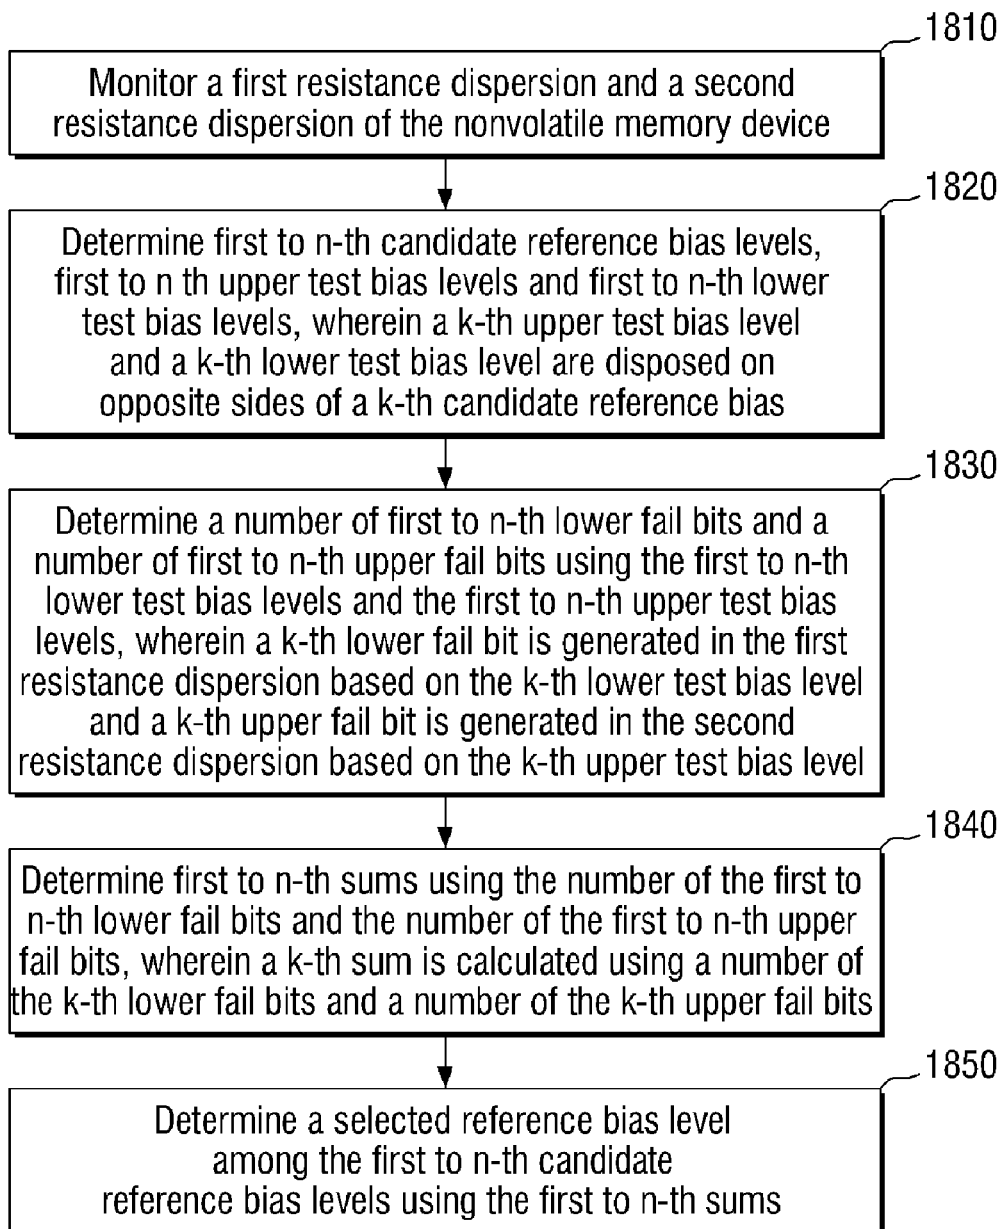 1810
Monitor a first resistance dispersion and a second
resistance dispersion of the nonvolatile memory device
1820
Determine first to n-th candidate reference bias levels,
first to n th upper test bias levels and first to n-th lower
test bias levels, wherein a k-th upper test bias level
and a k-th lower test bias level are disposed on
opposite sides of a k-th candidate reference bias
1830
Determine a number of first to n-th lower fail bits and a
number of first to n-th upper fail bits using the first to n-th
lower test bias levels and the first to n-th upper test bias
levels, wherein a k-th lower fail bit is generated in the first
resistance dispersion based on the k-th lower test bias level
and a k-th upper fail bit is generated in the second
resistance dispersion based on the k-th upper test bias level
1840
Determine first to n-th sums using the number of the first to
n-th lower fail bits and the number of the first to n-th upper
fail bits, wherein a k-th sum is calculated using a number of
the k-th lower fail bits and a number of the k-th upper fail bits
1850
Determine a selected reference bias level
among the first to n-th candidate
reference bias levels using the first to n-th sums